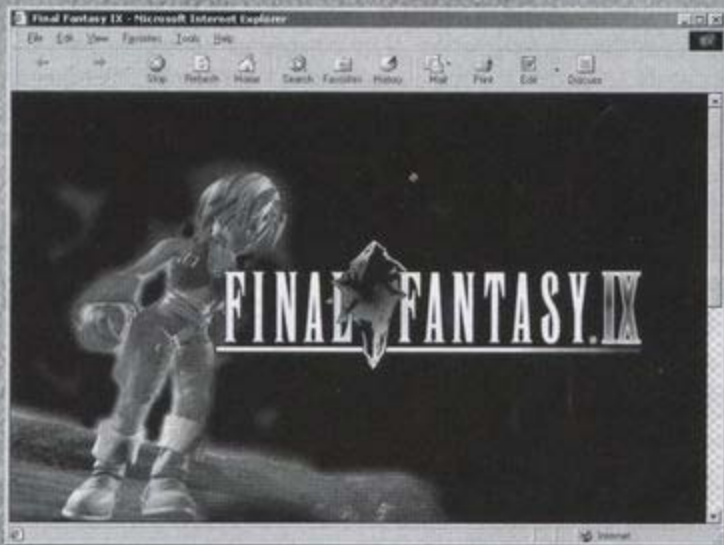 Final Fantasy IX - Microsoft Internet Explorer
File Edit View Favorites Tools Help
Stop Refresh Home Search Favorites History Mail Print Edit Discuss
FINAL FANTASY.IX
Internet